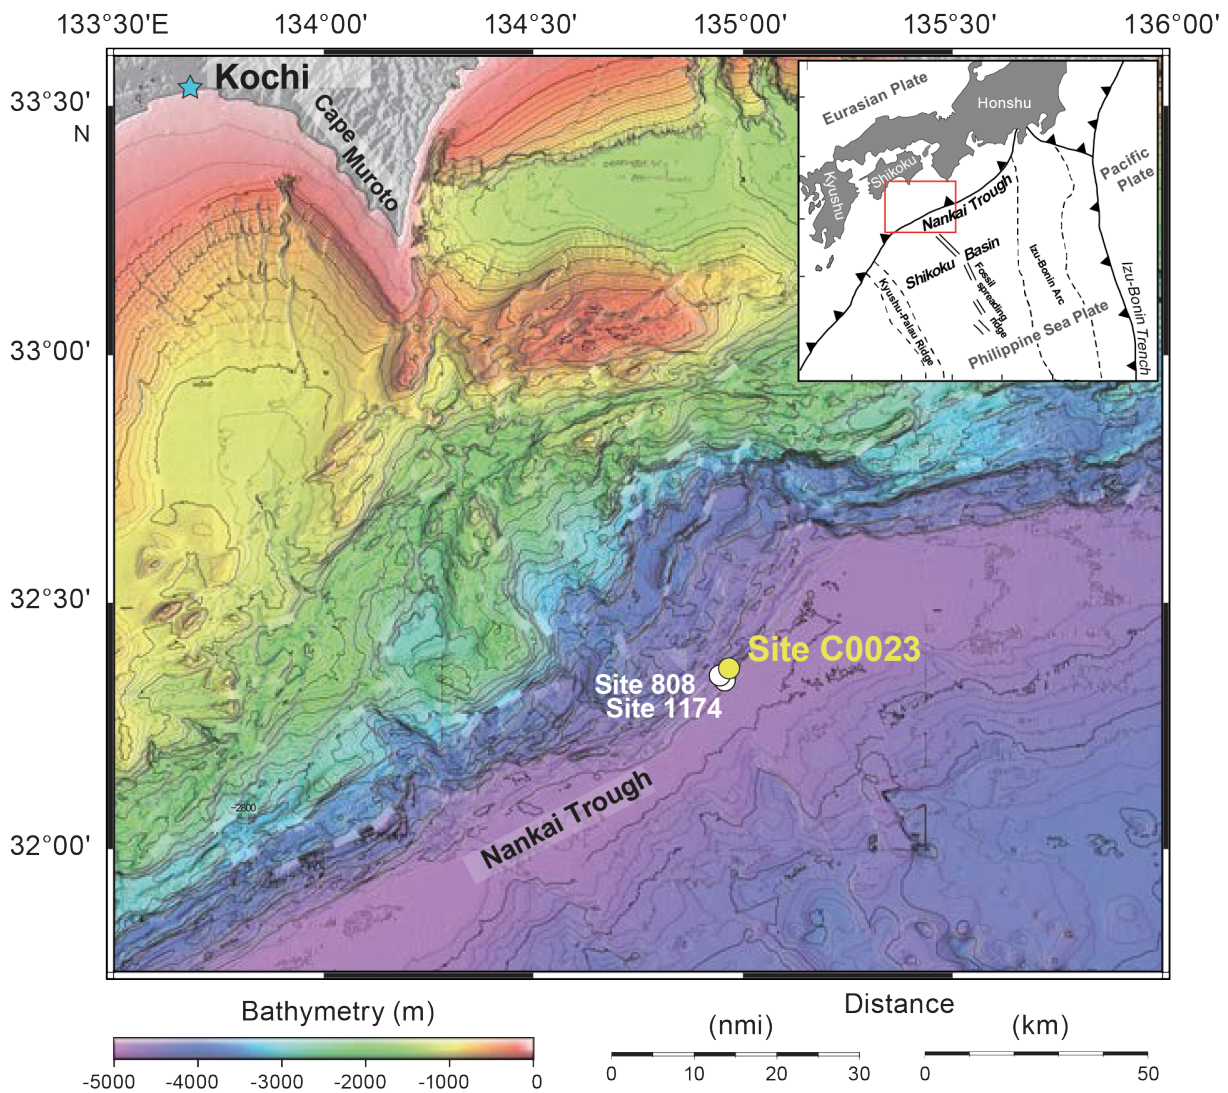 133°30'E 134°00' 134°30' 135°00' 135°30' 136°00'
33°30'
N
33°00'
32°30'
32°00'
Kochi
Cape Muroto
Eurasian Plate
Honshu
Shikoku
Kyushu
Pacific
Plate
Nankai Trough
Shikoku Basin
Fossil
spreading
ridge
Izu-Bonin Arc
Izu-Bonin Trench
Kyushu-Palau Ridge
Philippine Sea Plate
Site C0023
Site 808
Site 1174
Nankai Trough
-2800
Bathymetry (m)
-5000 -4000 -3000 -2000 -1000 0
Distance
(nmi) (km)
0 10 20 30
0 50